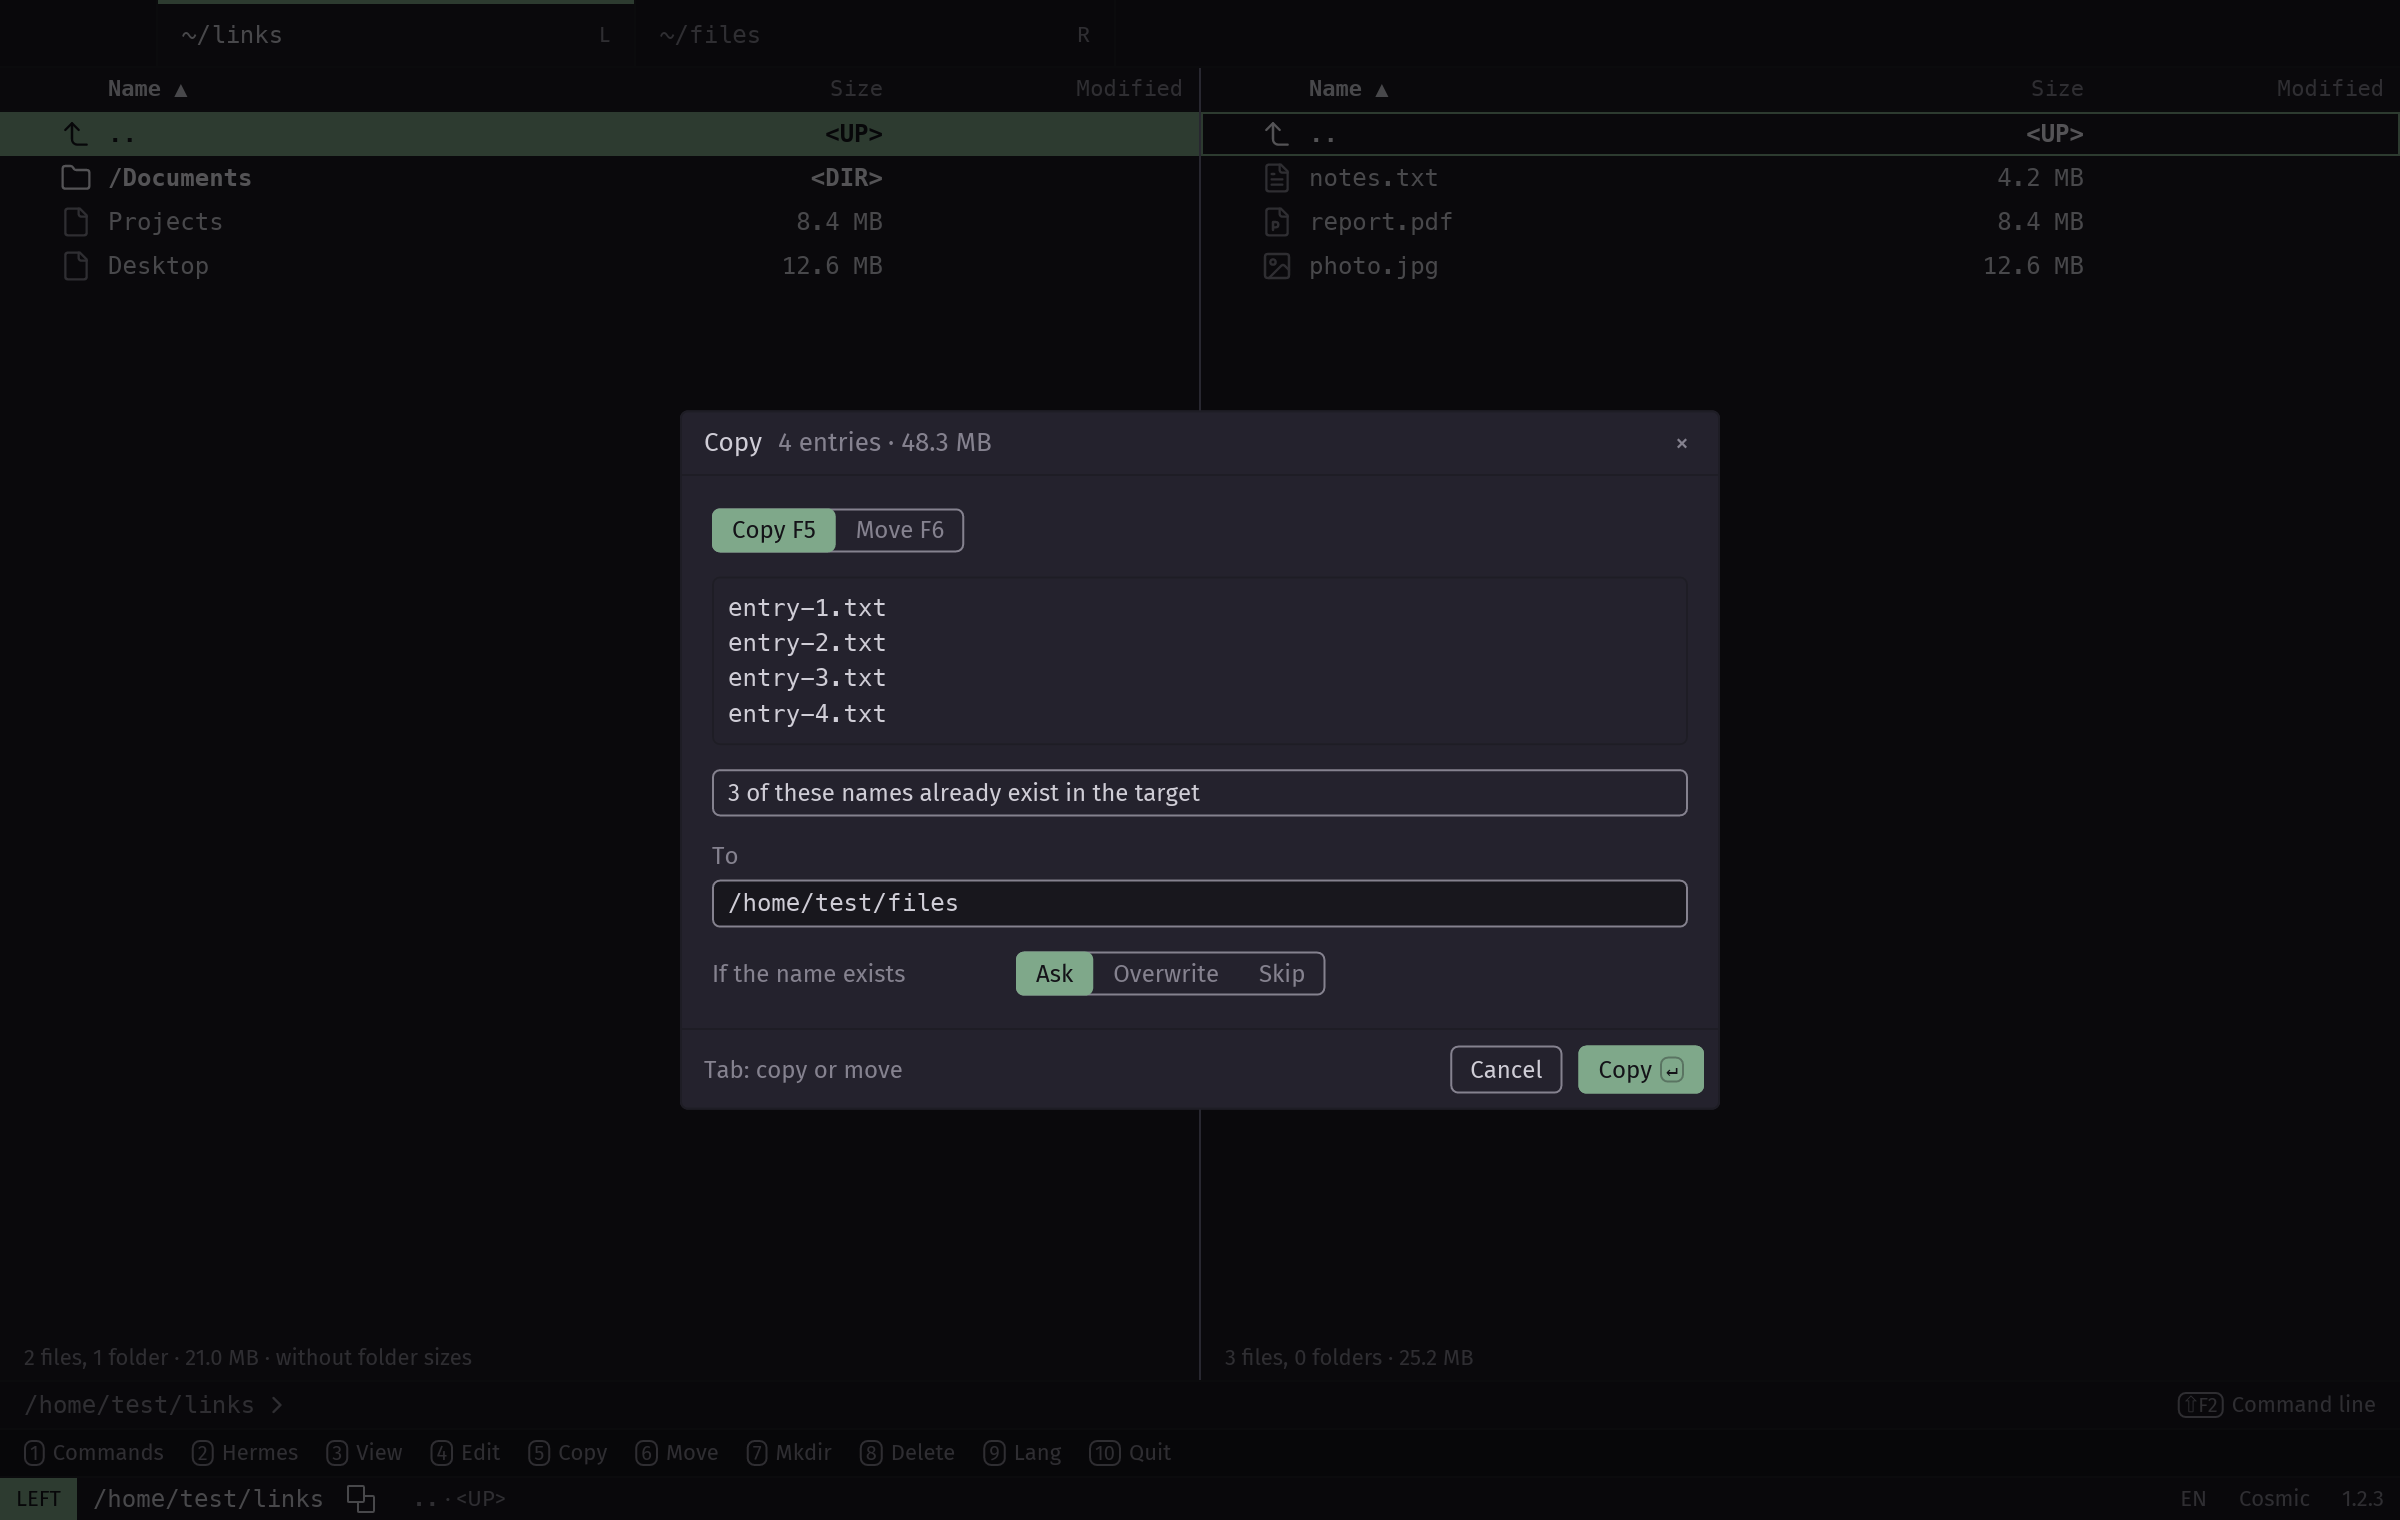 ~/links L ~/files R
Name ▲ Size Modified Name ▲ Size Modified
.. <UP> .. <UP>
/Documents <DIR> notes.txt 4.2 MB
Projects 8.4 MB report.pdf 8.4 MB
Desktop 12.6 MB photo.jpg 12.6 MB
Copy 4 entries · 48.3 MB ×
Copy F5 Move F6
entry-1.txt
entry-2.txt
entry-3.txt
entry-4.txt
3 of these names already exist in the target
To
/home/test/files
If the name exists Ask Overwrite Skip
Tab: copy or move Cancel Copy ↵
2 files, 1 folder · 21.0 MB · without folder sizes 3 files, 0 folders · 25.2 MB
/home/test/links > ⇧F2 Command line
1 Commands 2 Hermes 3 View 4 Edit 5 Copy 6 Move 7 Mkdir 8 Delete 9 Lang 10 Quit
LEFT /home/test/links .. · <UP> EN Cosmic 1.2.3